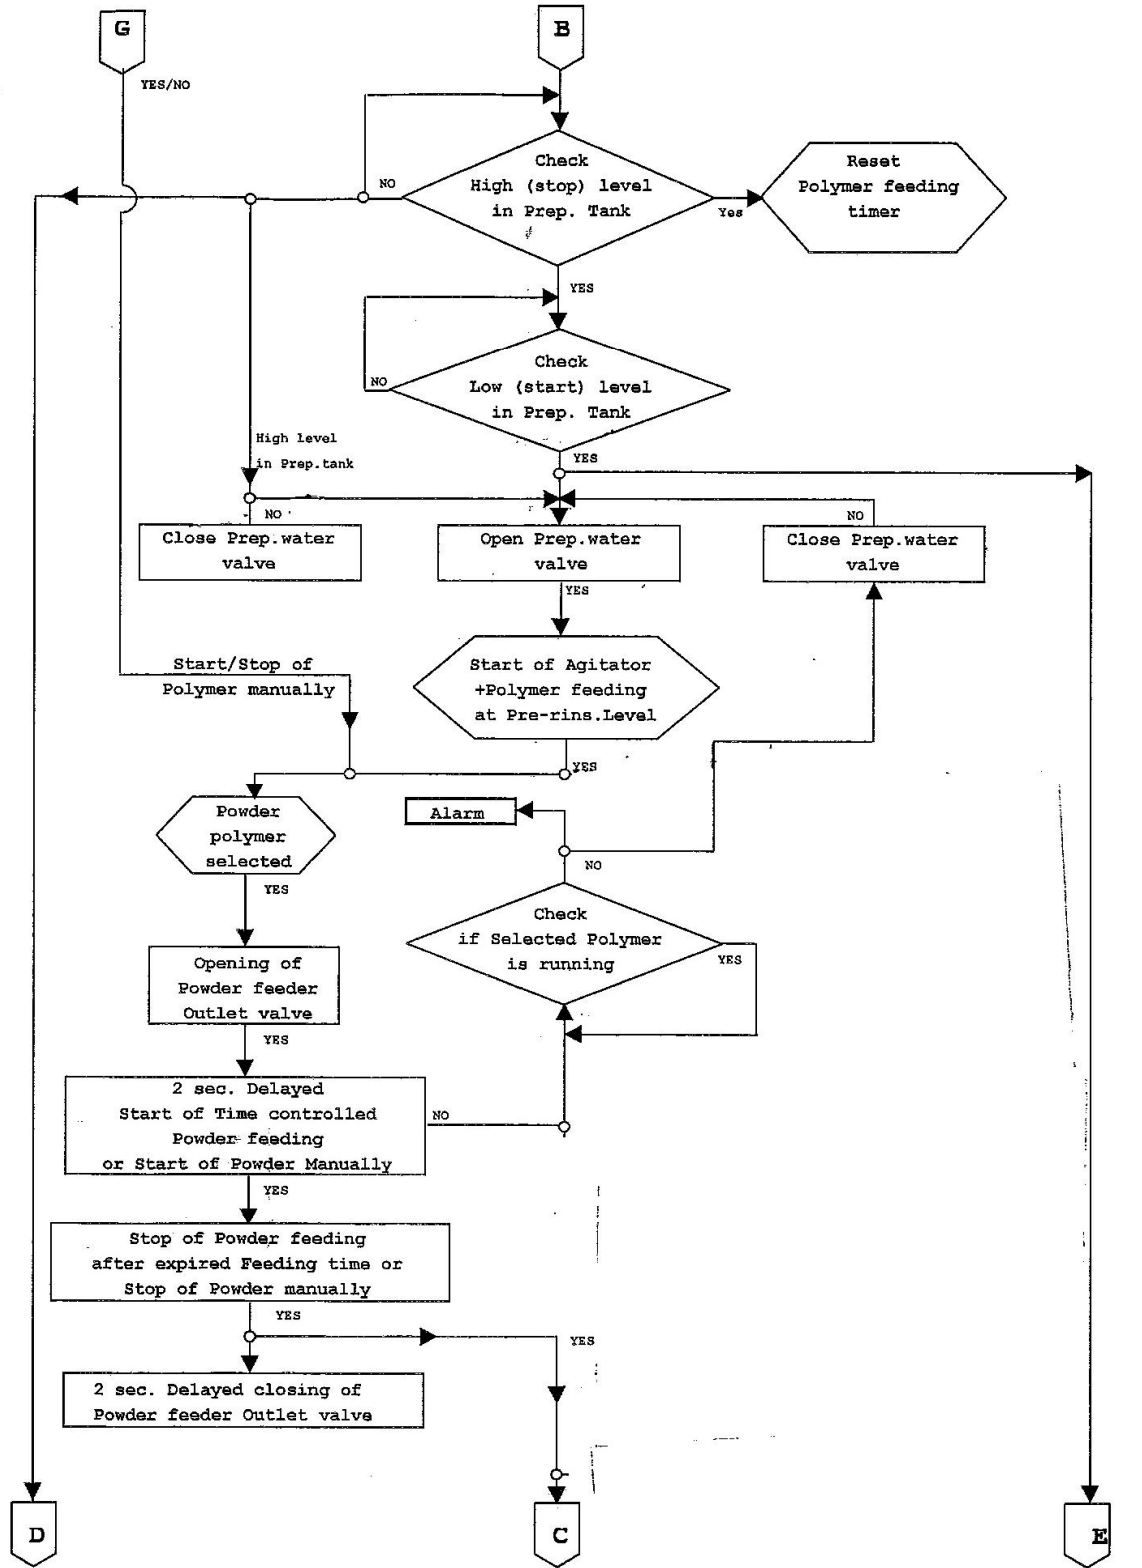 G
B
YES/NO
Check
High (stop) level
in Prep. Tank
NO
Yes
Reset
Polymer feeding
timer
YES
Check
Low (start) level
in Prep. Tank
NO
YES
High Level
in Prep.tank
NO
Close Prep.water
valve
Open Prep.water
valve
NO
Close Prep.water
valve
YES
Start of Agitator
+Polymer feeding
at Pre-rins.Level
Start/Stop of
Polymer manually
YES
Powder
polymer
selected
Alarm
NO
YES
Check
if Selected Polymer
is running
YES
Opening of
Powder feeder
Outlet valve
YES
2 sec. Delayed
Start of Time controlled
Powder feeding
or Start of Powder Manually
NO
YES
Stop of Powder feeding
after expired Feeding time or
Stop of Powder manually
YES
YES
2 sec. Delayed closing of
Powder feeder Outlet valve
D
C
E